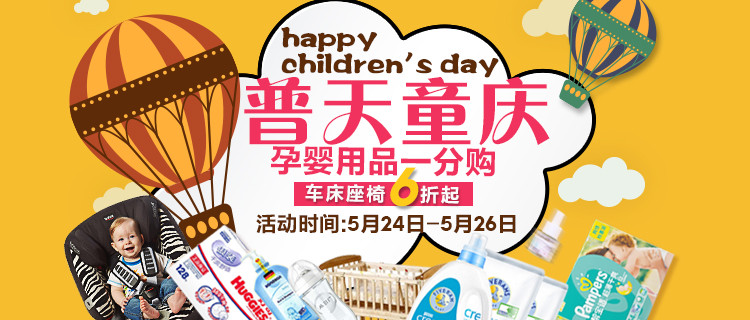 happy
children's day
普天童庆
孕婴用品一分购
车床座椅6折起
活动时间:5月24日-5月26日
128
HUGGIES
Pampers